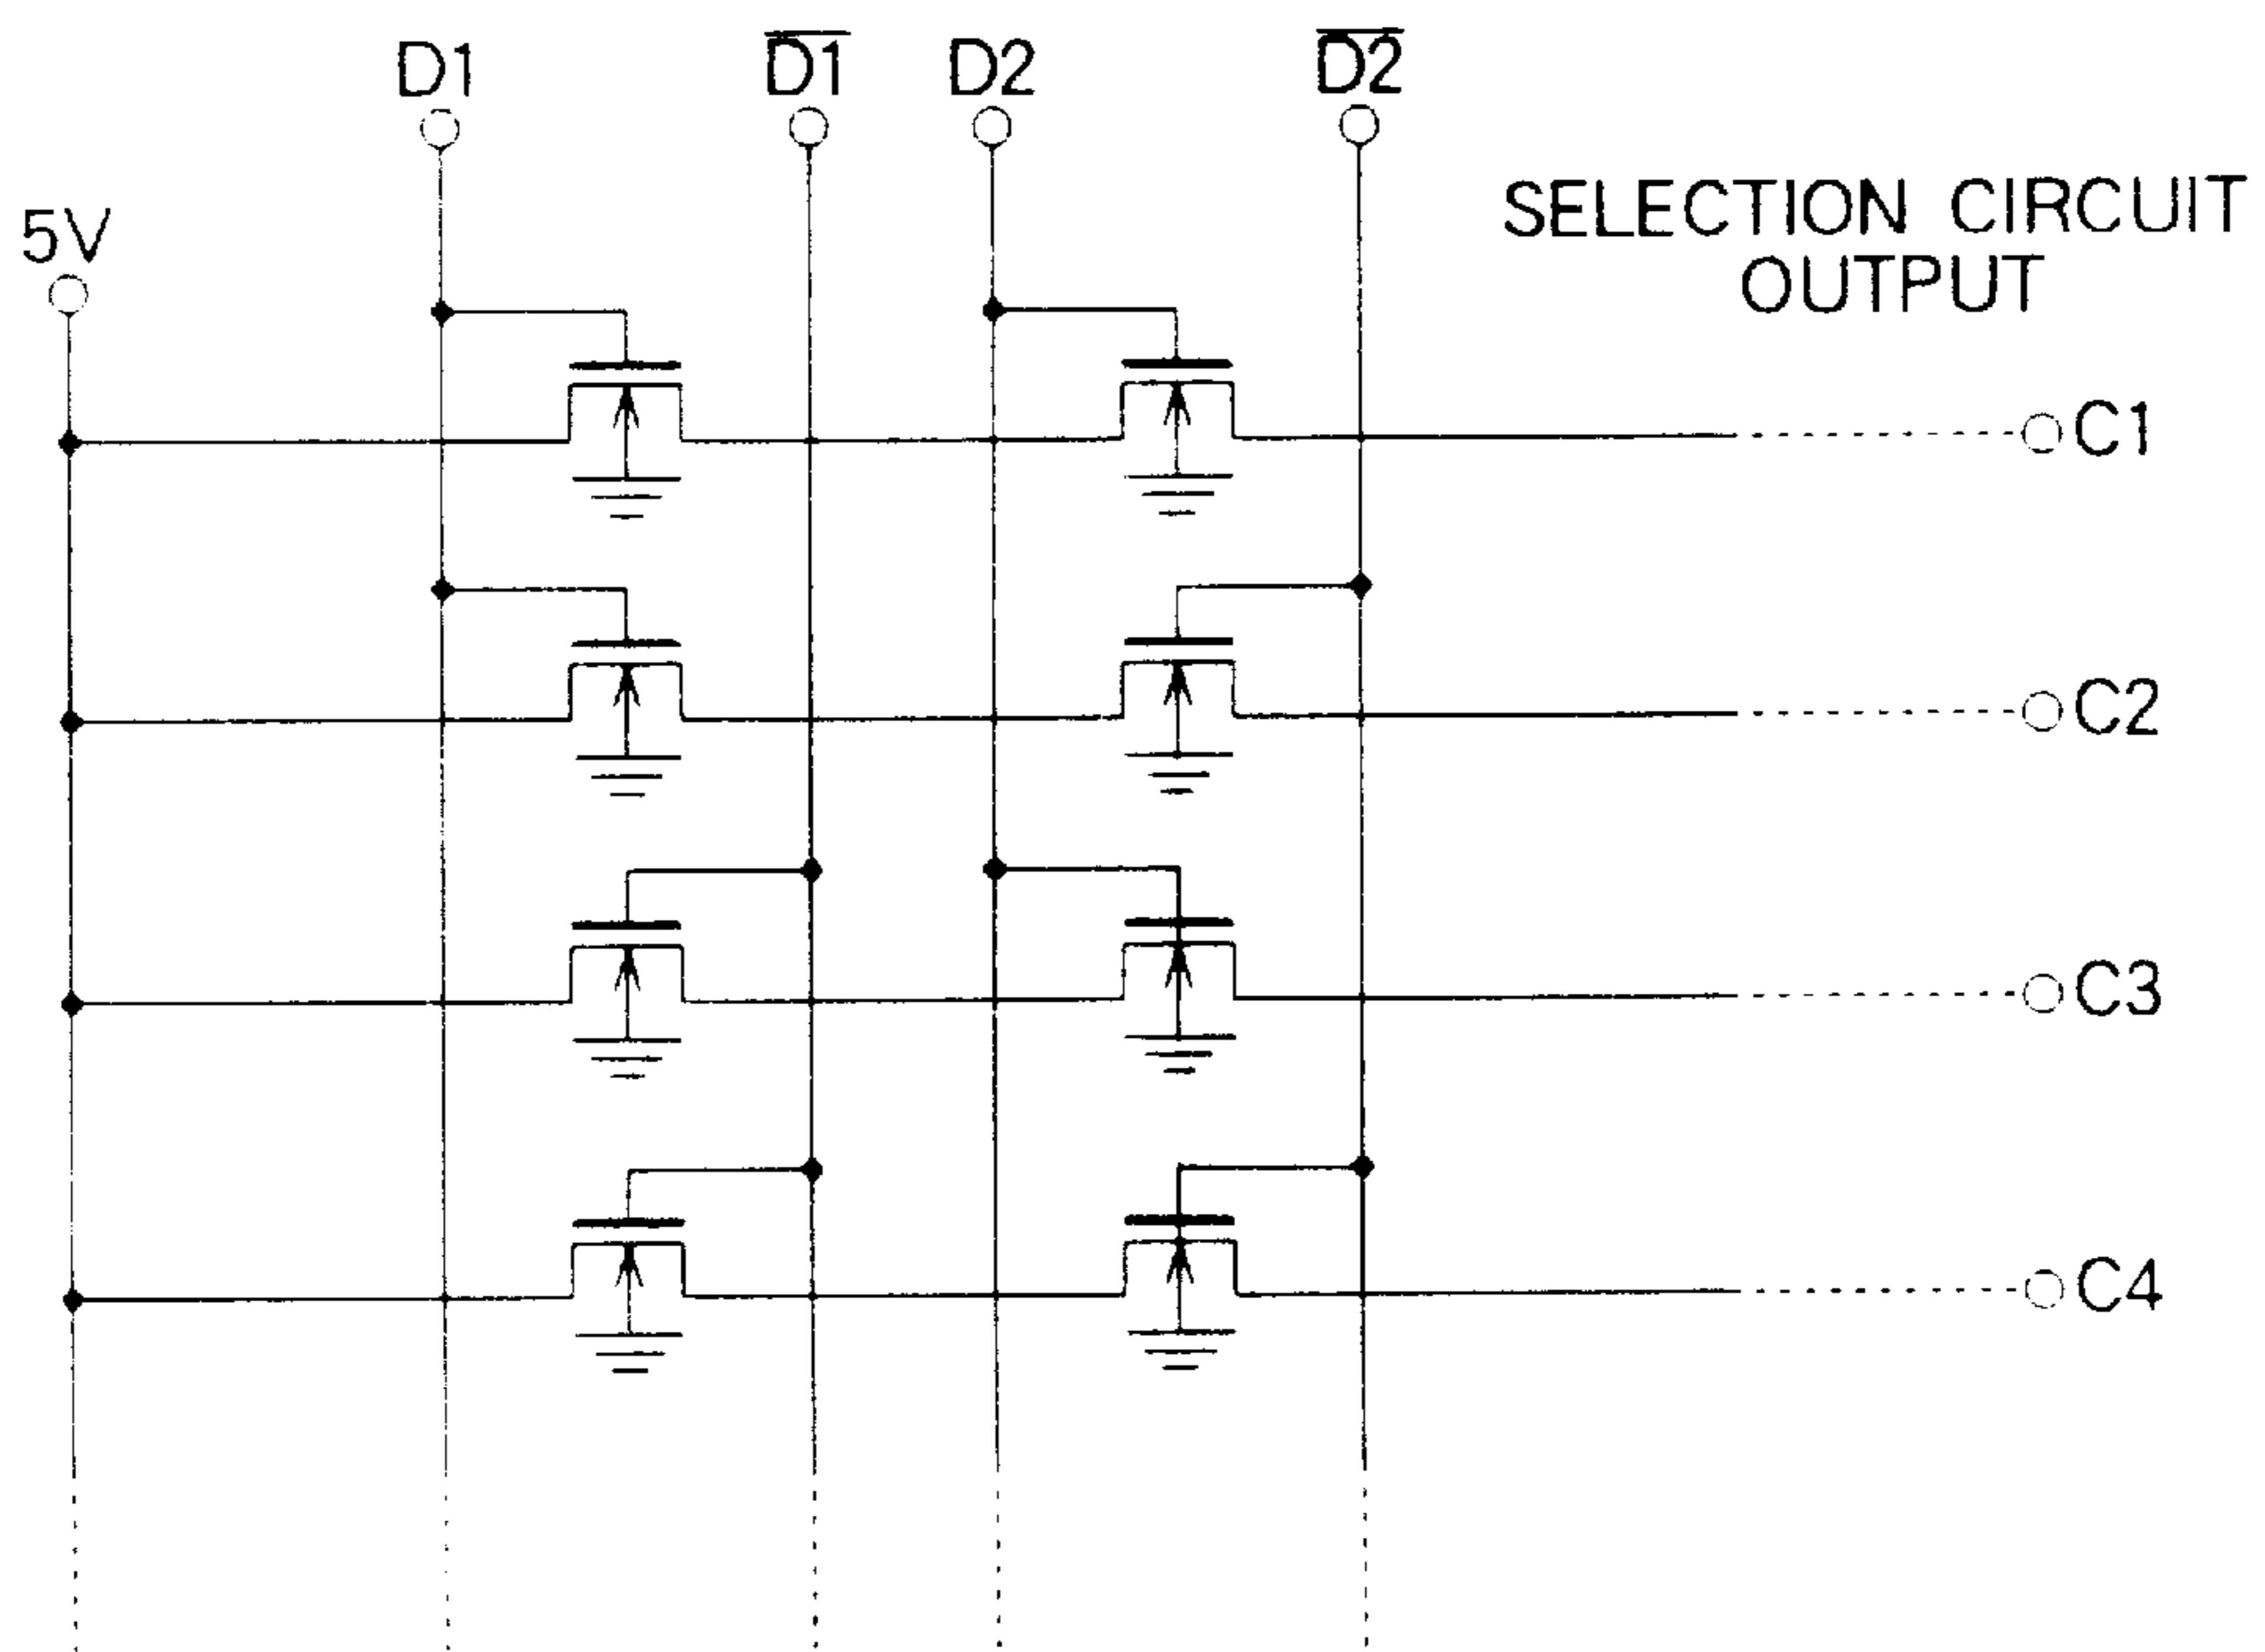 D1 D̅1̅ D2 D̅2̅
5V
SELECTION CIRCUIT
OUTPUT
C1
C2
C3
C4